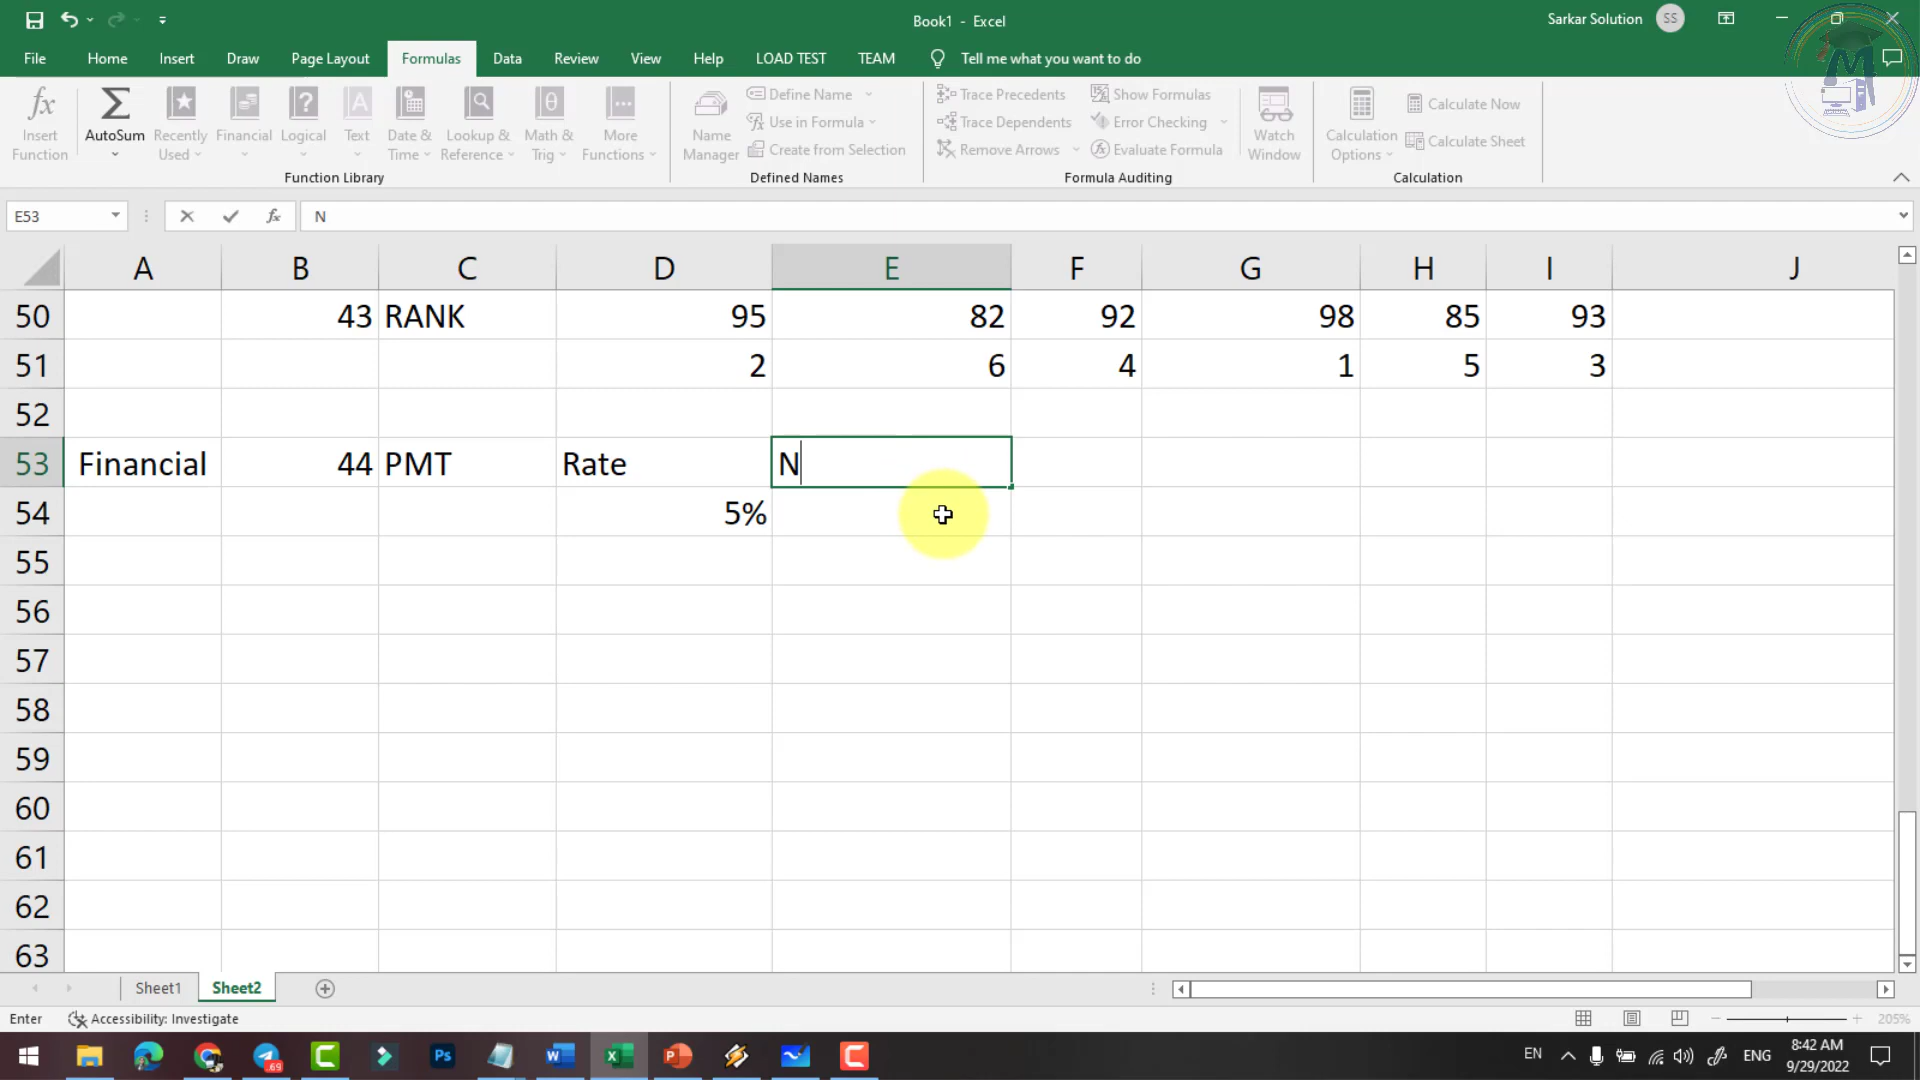 Book1 - Excel
Sarkar Solution SS
File Home Insert Draw Page Layout Formulas Data Review View Help LOAD TEST TEAM Tell me what you want to do
Insert Function
AutoSum
Recently Used
Financial
Logical
Text
Date & Time
Lookup & Reference
Math & Trig
More Functions
Function Library
Name Manager
Define Name
Use in Formula
Create from Selection
Defined Names
Trace Precedents
Trace Dependents
Remove Arrows
Show Formulas
Error Checking
Evaluate Formula
Formula Auditing
Watch Window
Calculation Options
Calculate Now
Calculate Sheet
Calculation
E53 fx N
A B C D E F G H I J
50 43 RANK 95 82 92 98 85 93
51 2 6 4 1 5 3
52
53 Financial 44 PMT Rate N
54 5%
55
56
57
58
59
60
61
62
63
Sheet1 Sheet2
Enter Accessibility: Investigate 205%
EN ENG 8:42 AM
9/29/2022